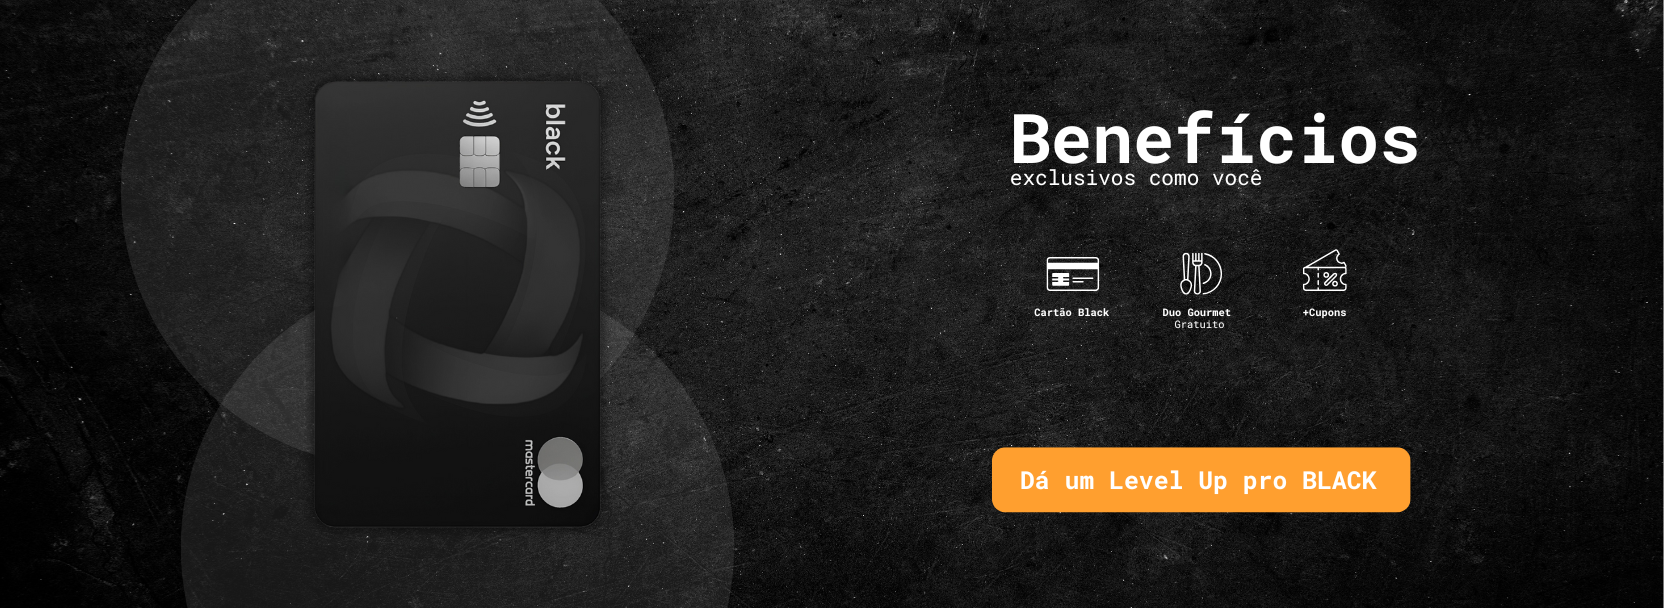 black
mastercard
Benefícios
exclusivos como você
Cartão Black
Duo Gourmet
Gratuito
+Cupons
Dá um Level Up pro BLACK